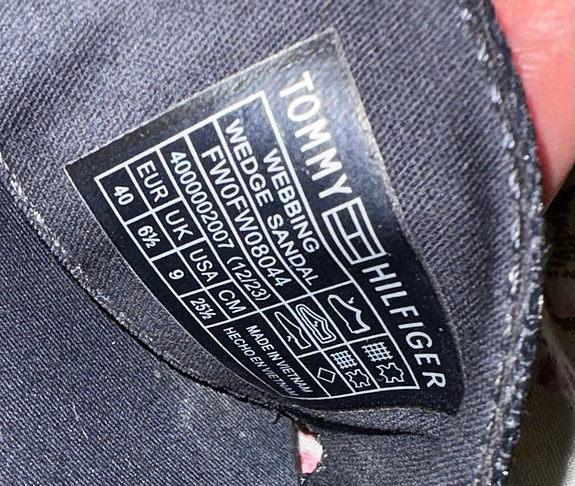 TOMMY HILFIGER
WEBBING
WEDGE SANDAL
FW0FW08044
4000002007 (12/23)
EUR UK USA CM
40 6½ 9 25½
MADE IN VIETNAM
HECHO EN VIETNAM